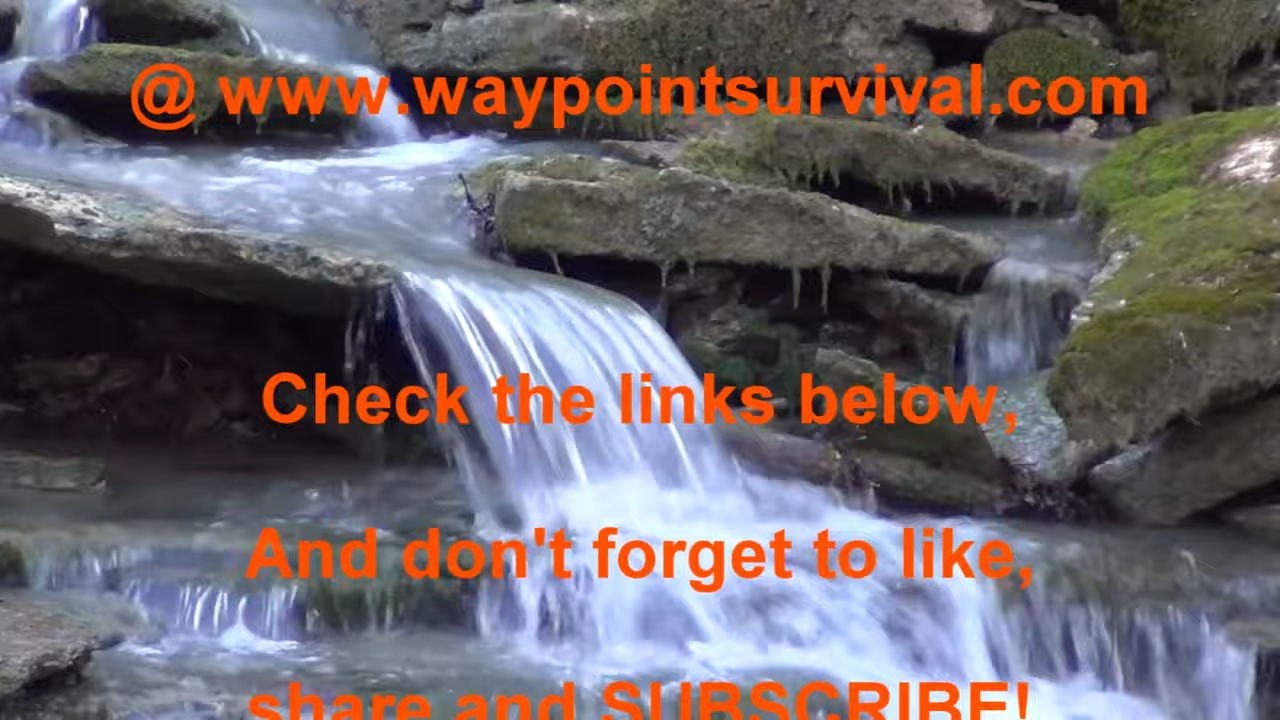 @ www.waypointsurvival.com
Check the links below,
And don't forget to like,
share and SUBSCRIBE!